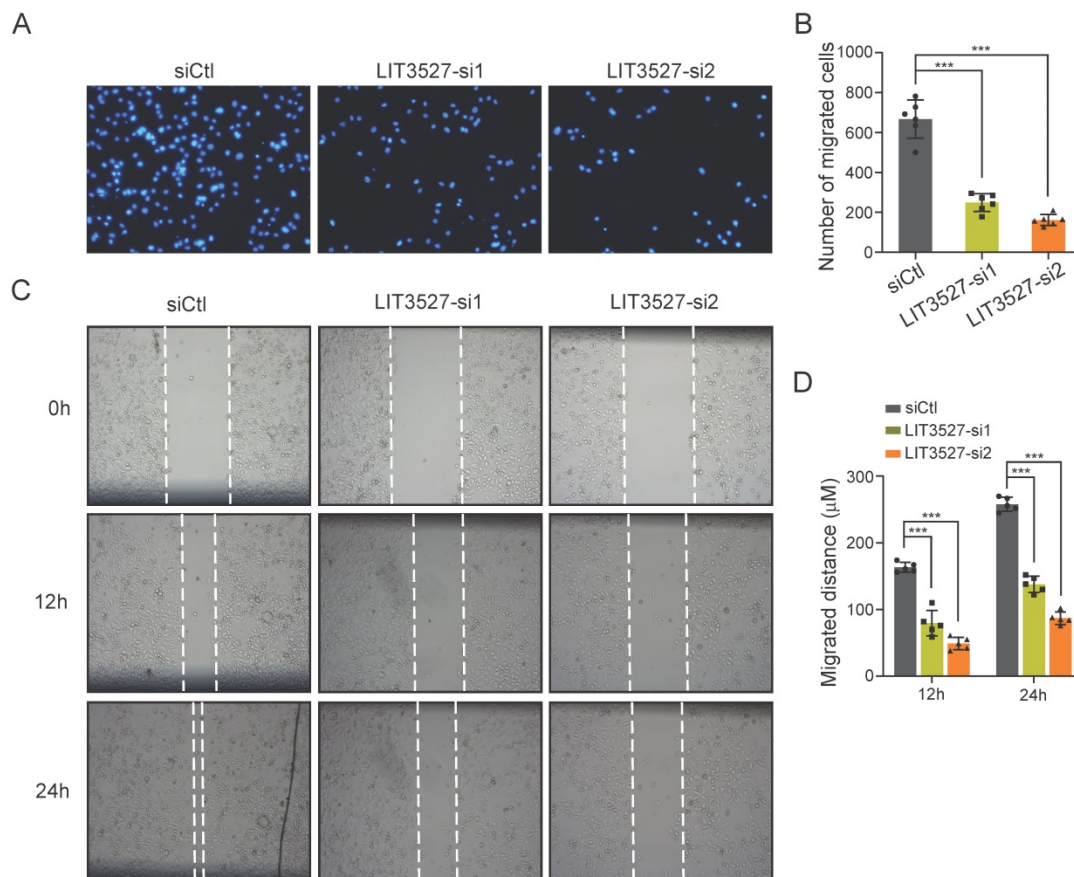 A
siCtl
LIT3527-si1
LIT3527-si2
B
Number of migrated cells
1000
800
600
400
200
0
***
***
siCtl
LIT3527-si1
LIT3527-si2
C
siCtl
LIT3527-si1
LIT3527-si2
0h
12h
24h
D
siCtl
LIT3527-si1
LIT3527-si2
Migrated distance (μM)
300
200
100
0
***
***
***
***
12h
24h